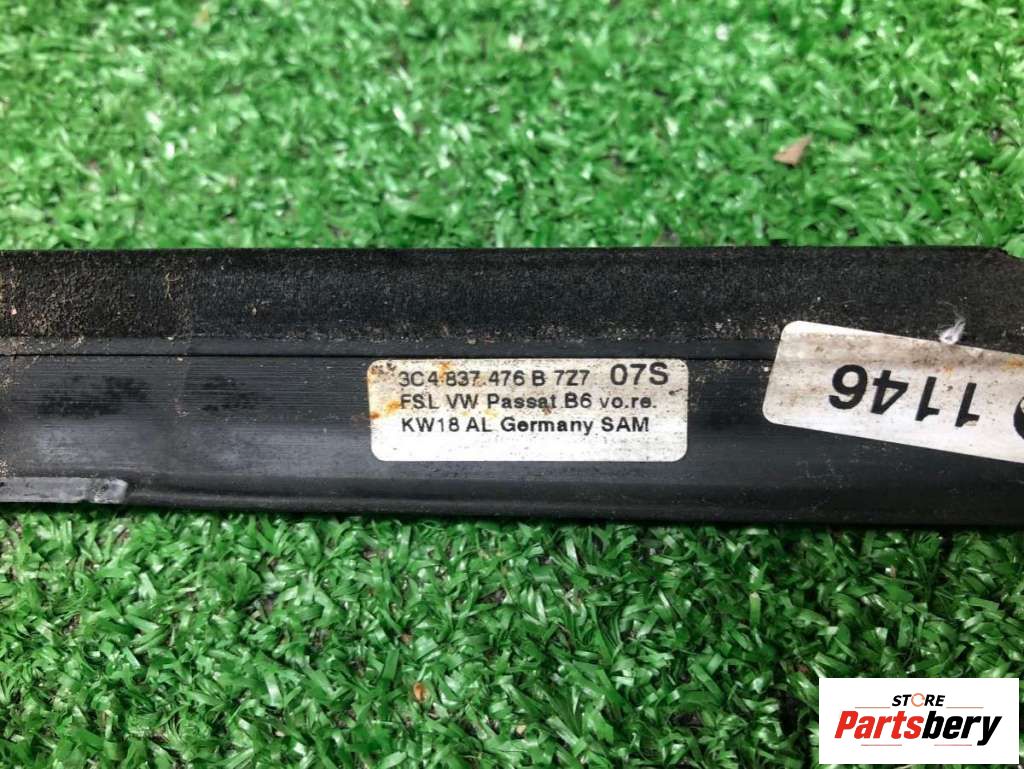 3C4 837 476 B 7Z7 07S
FSL VW Passat B6 vo.re.
KW18 AL Germany SAM
1146
STORE
Partsbery